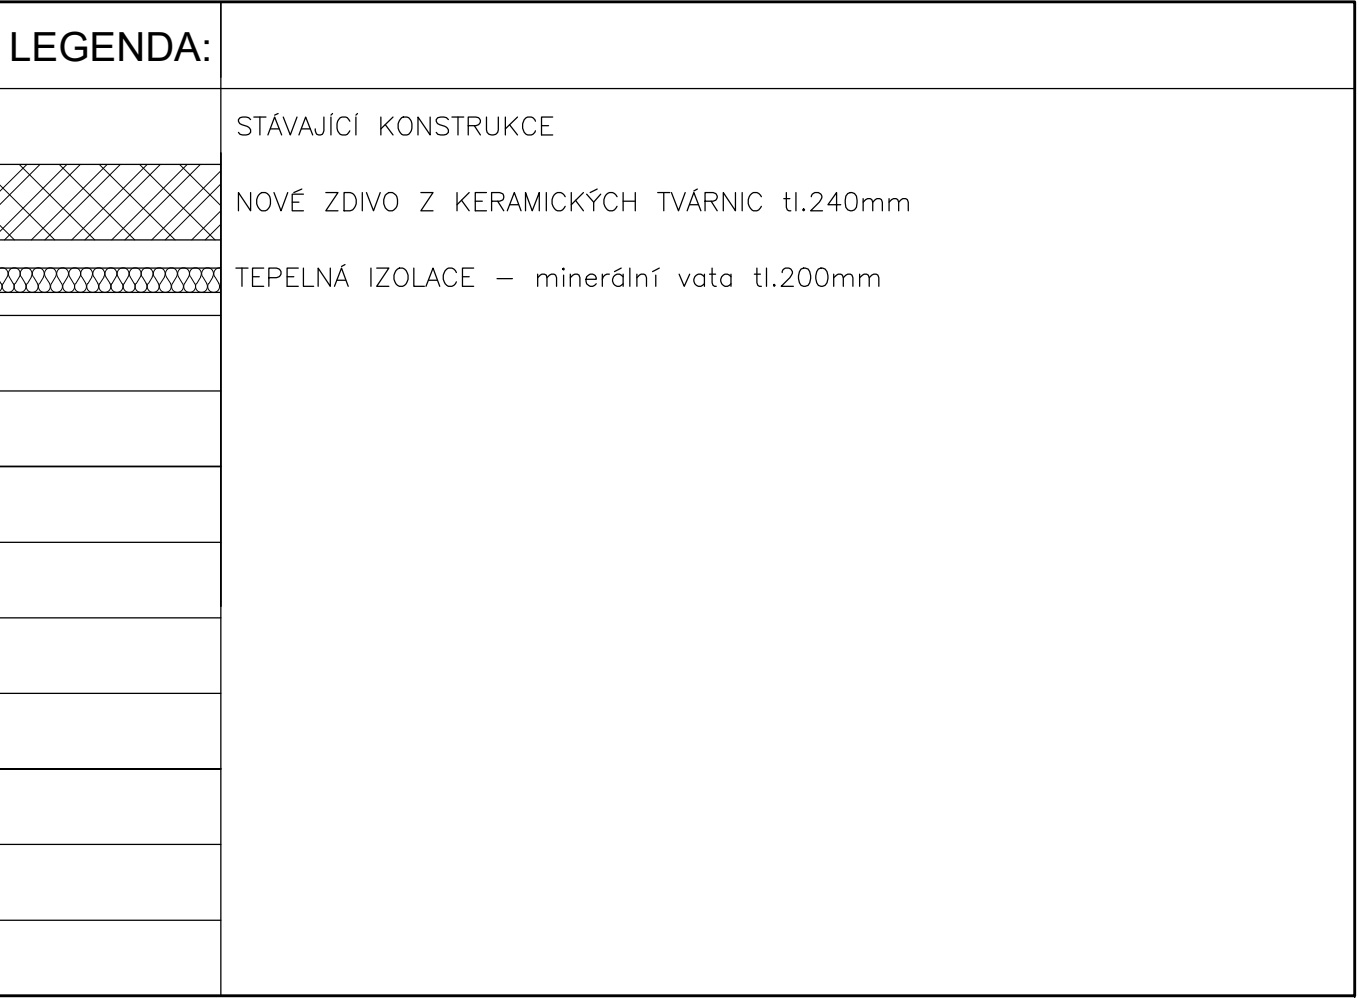 LEGENDA:
STÁVAJÍCÍ KONSTRUKCE
NOVÉ ZDIVO Z KERAMICKÝCH TVÁRNIC tl.240mm
TEPELNÁ IZOLACE – minerální vata tl.200mm